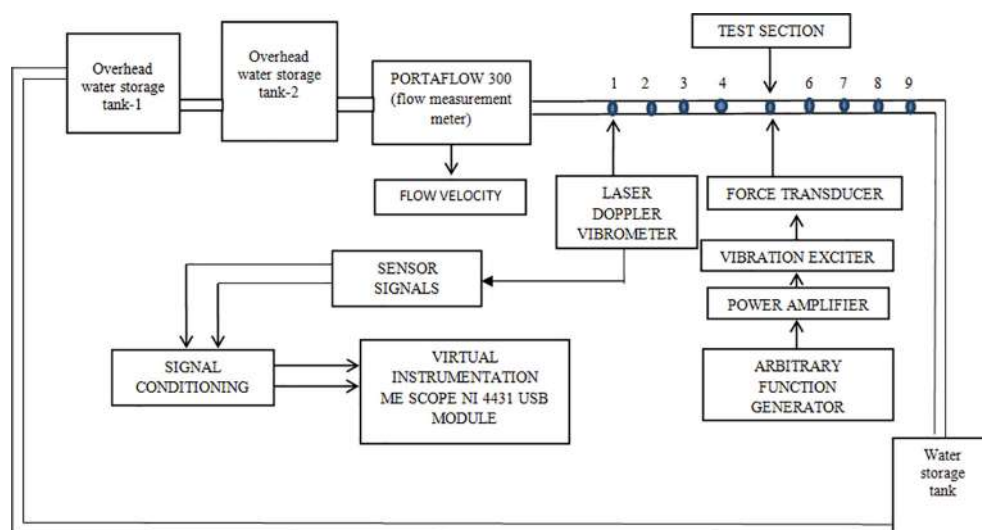 TEST SECTION
Overhead
water storage
tank-1
Overhead
water storage
tank-2
PORTAFLOW 300
(flow measurement
meter)
1 2 3 4 6 7 8 9
FLOW VELOCITY
LASER
DOPPLER
VIBROMETER
FORCE TRANSDUCER
SENSOR
SIGNALS
VIBRATION EXCITER
POWER AMPLIFIER
SIGNAL
CONDITIONING
VIRTUAL
INSTRUMENTATION
ME SCOPE NI 4431 USB
MODULE
ARBITRARY
FUNCTION
GENERATOR
Water
storage
tank